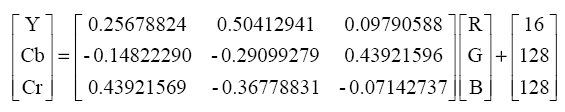 Y 0.25678824 0.50412941 0.09790588 R 16
Cb = -0.14822290 -0.29099279 0.43921596 G + 128
Cr 0.43921569 -0.36778831 -0.07142737 B 128